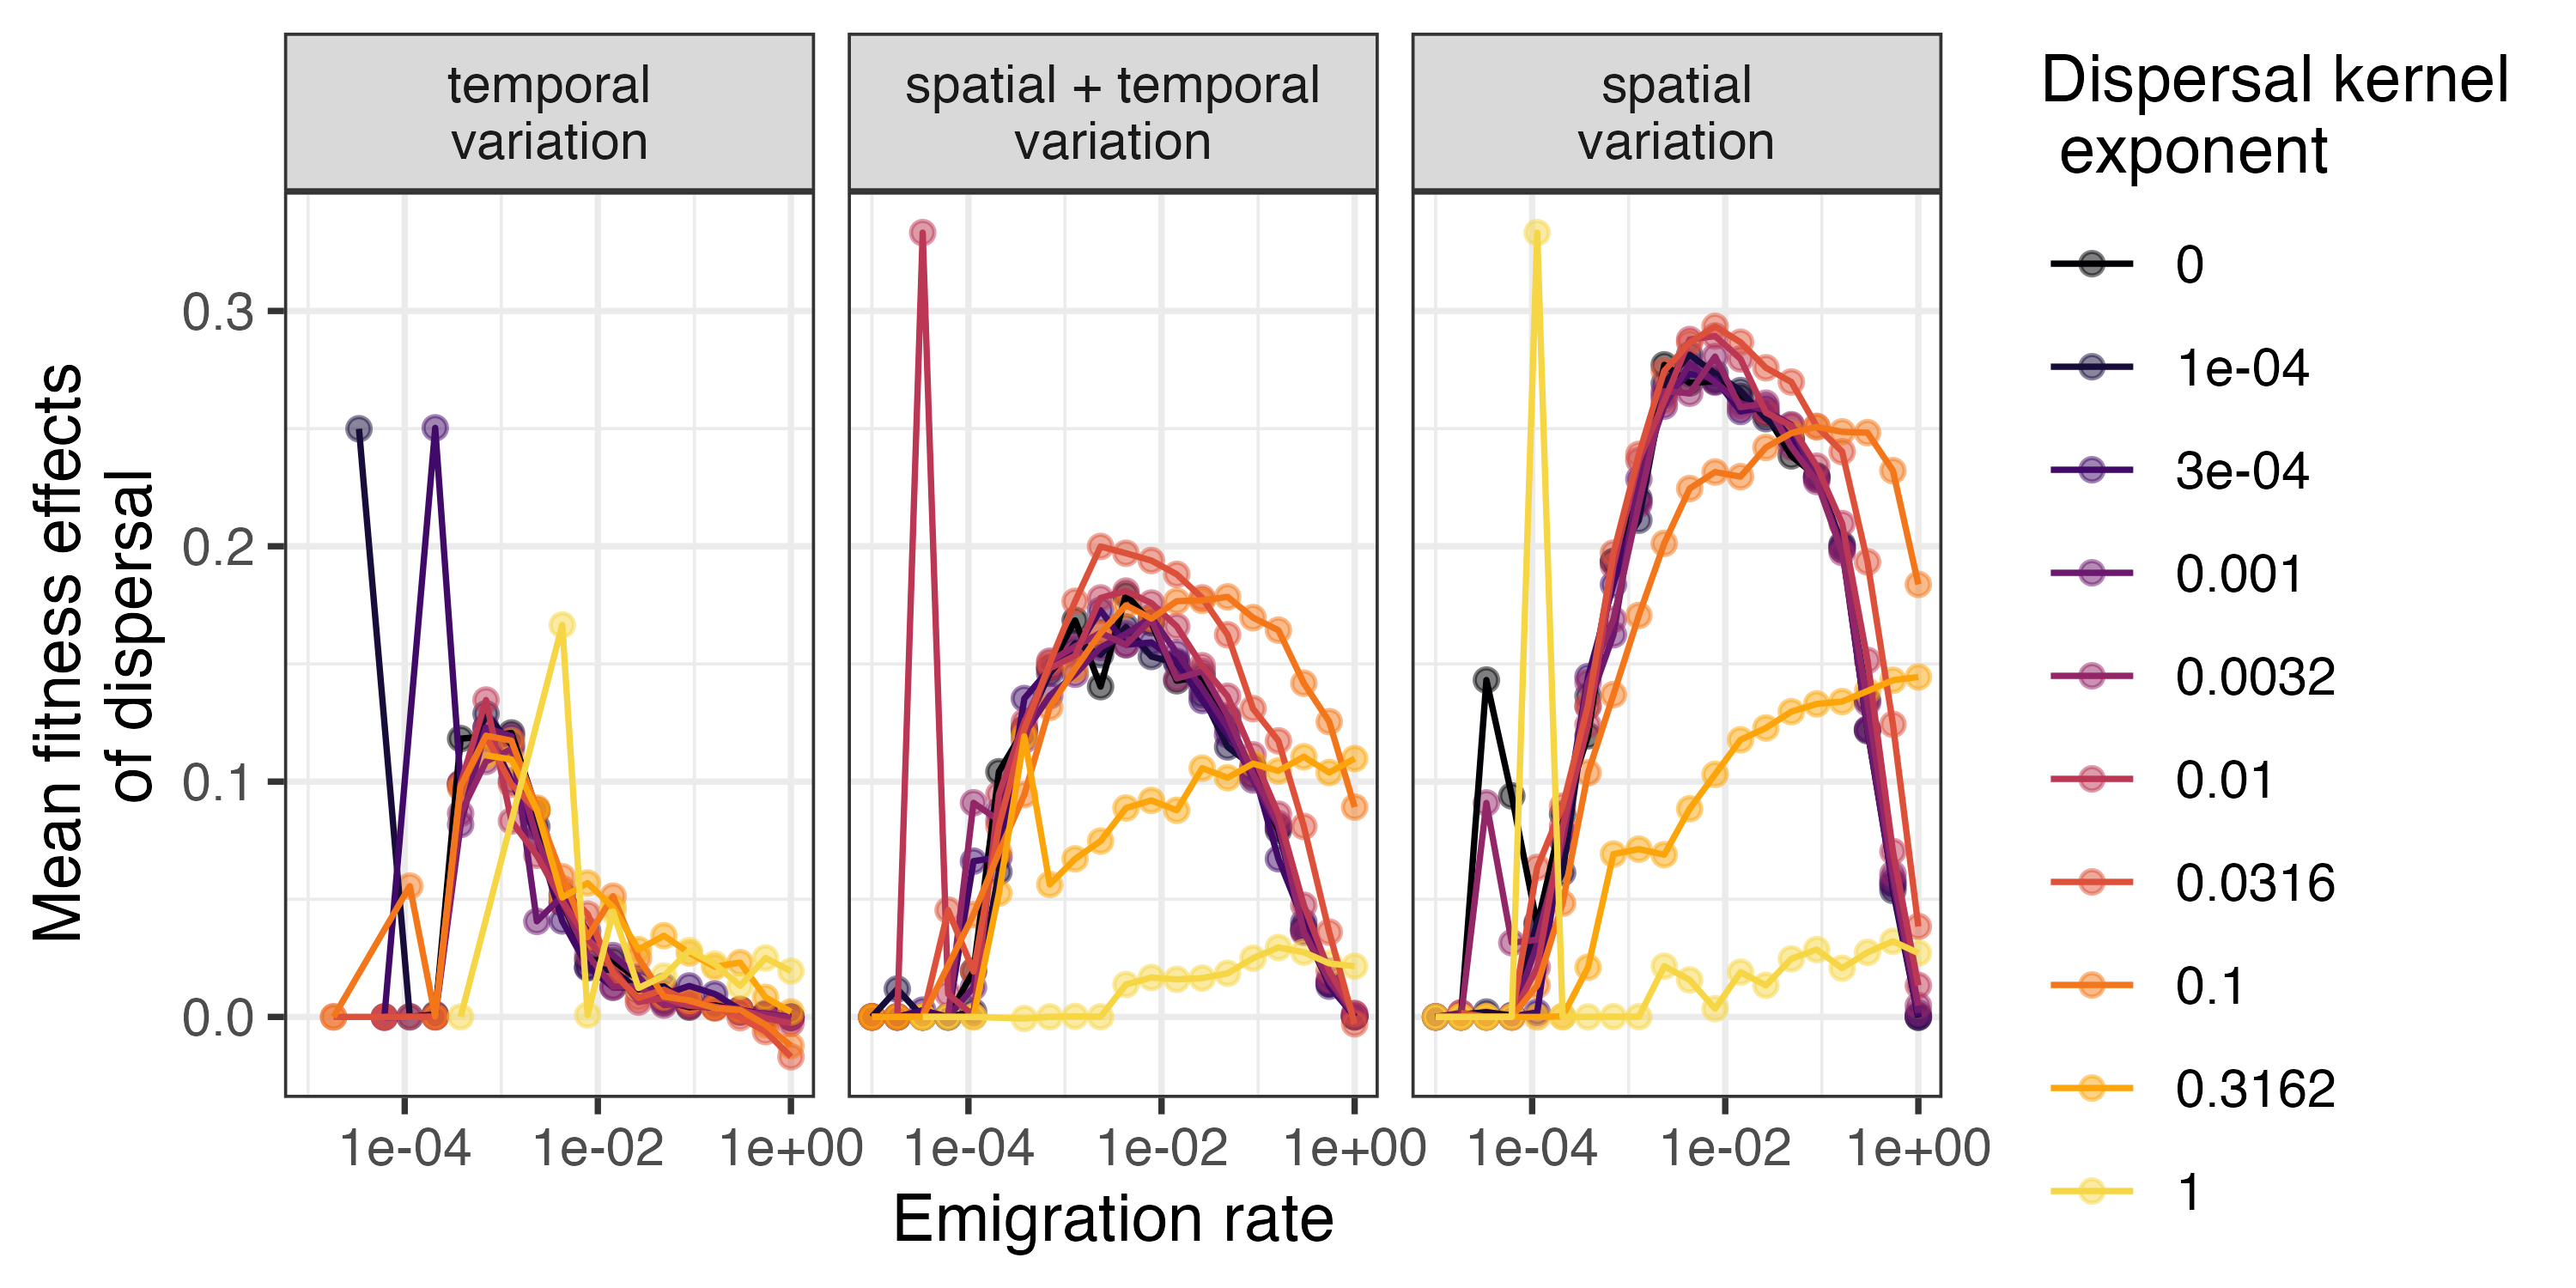 temporal
variation
spatial + temporal
variation
spatial
variation
Mean fitness effects
of dispersal
0.3
0.2
0.1
0.0
1e-04 1e-02 1e+00
1e-04 1e-02 1e+00
1e-04 1e-02 1e+00
Emigration rate
Dispersal kernel
exponent
0
1e-04
3e-04
0.001
0.0032
0.01
0.0316
0.1
0.3162
1